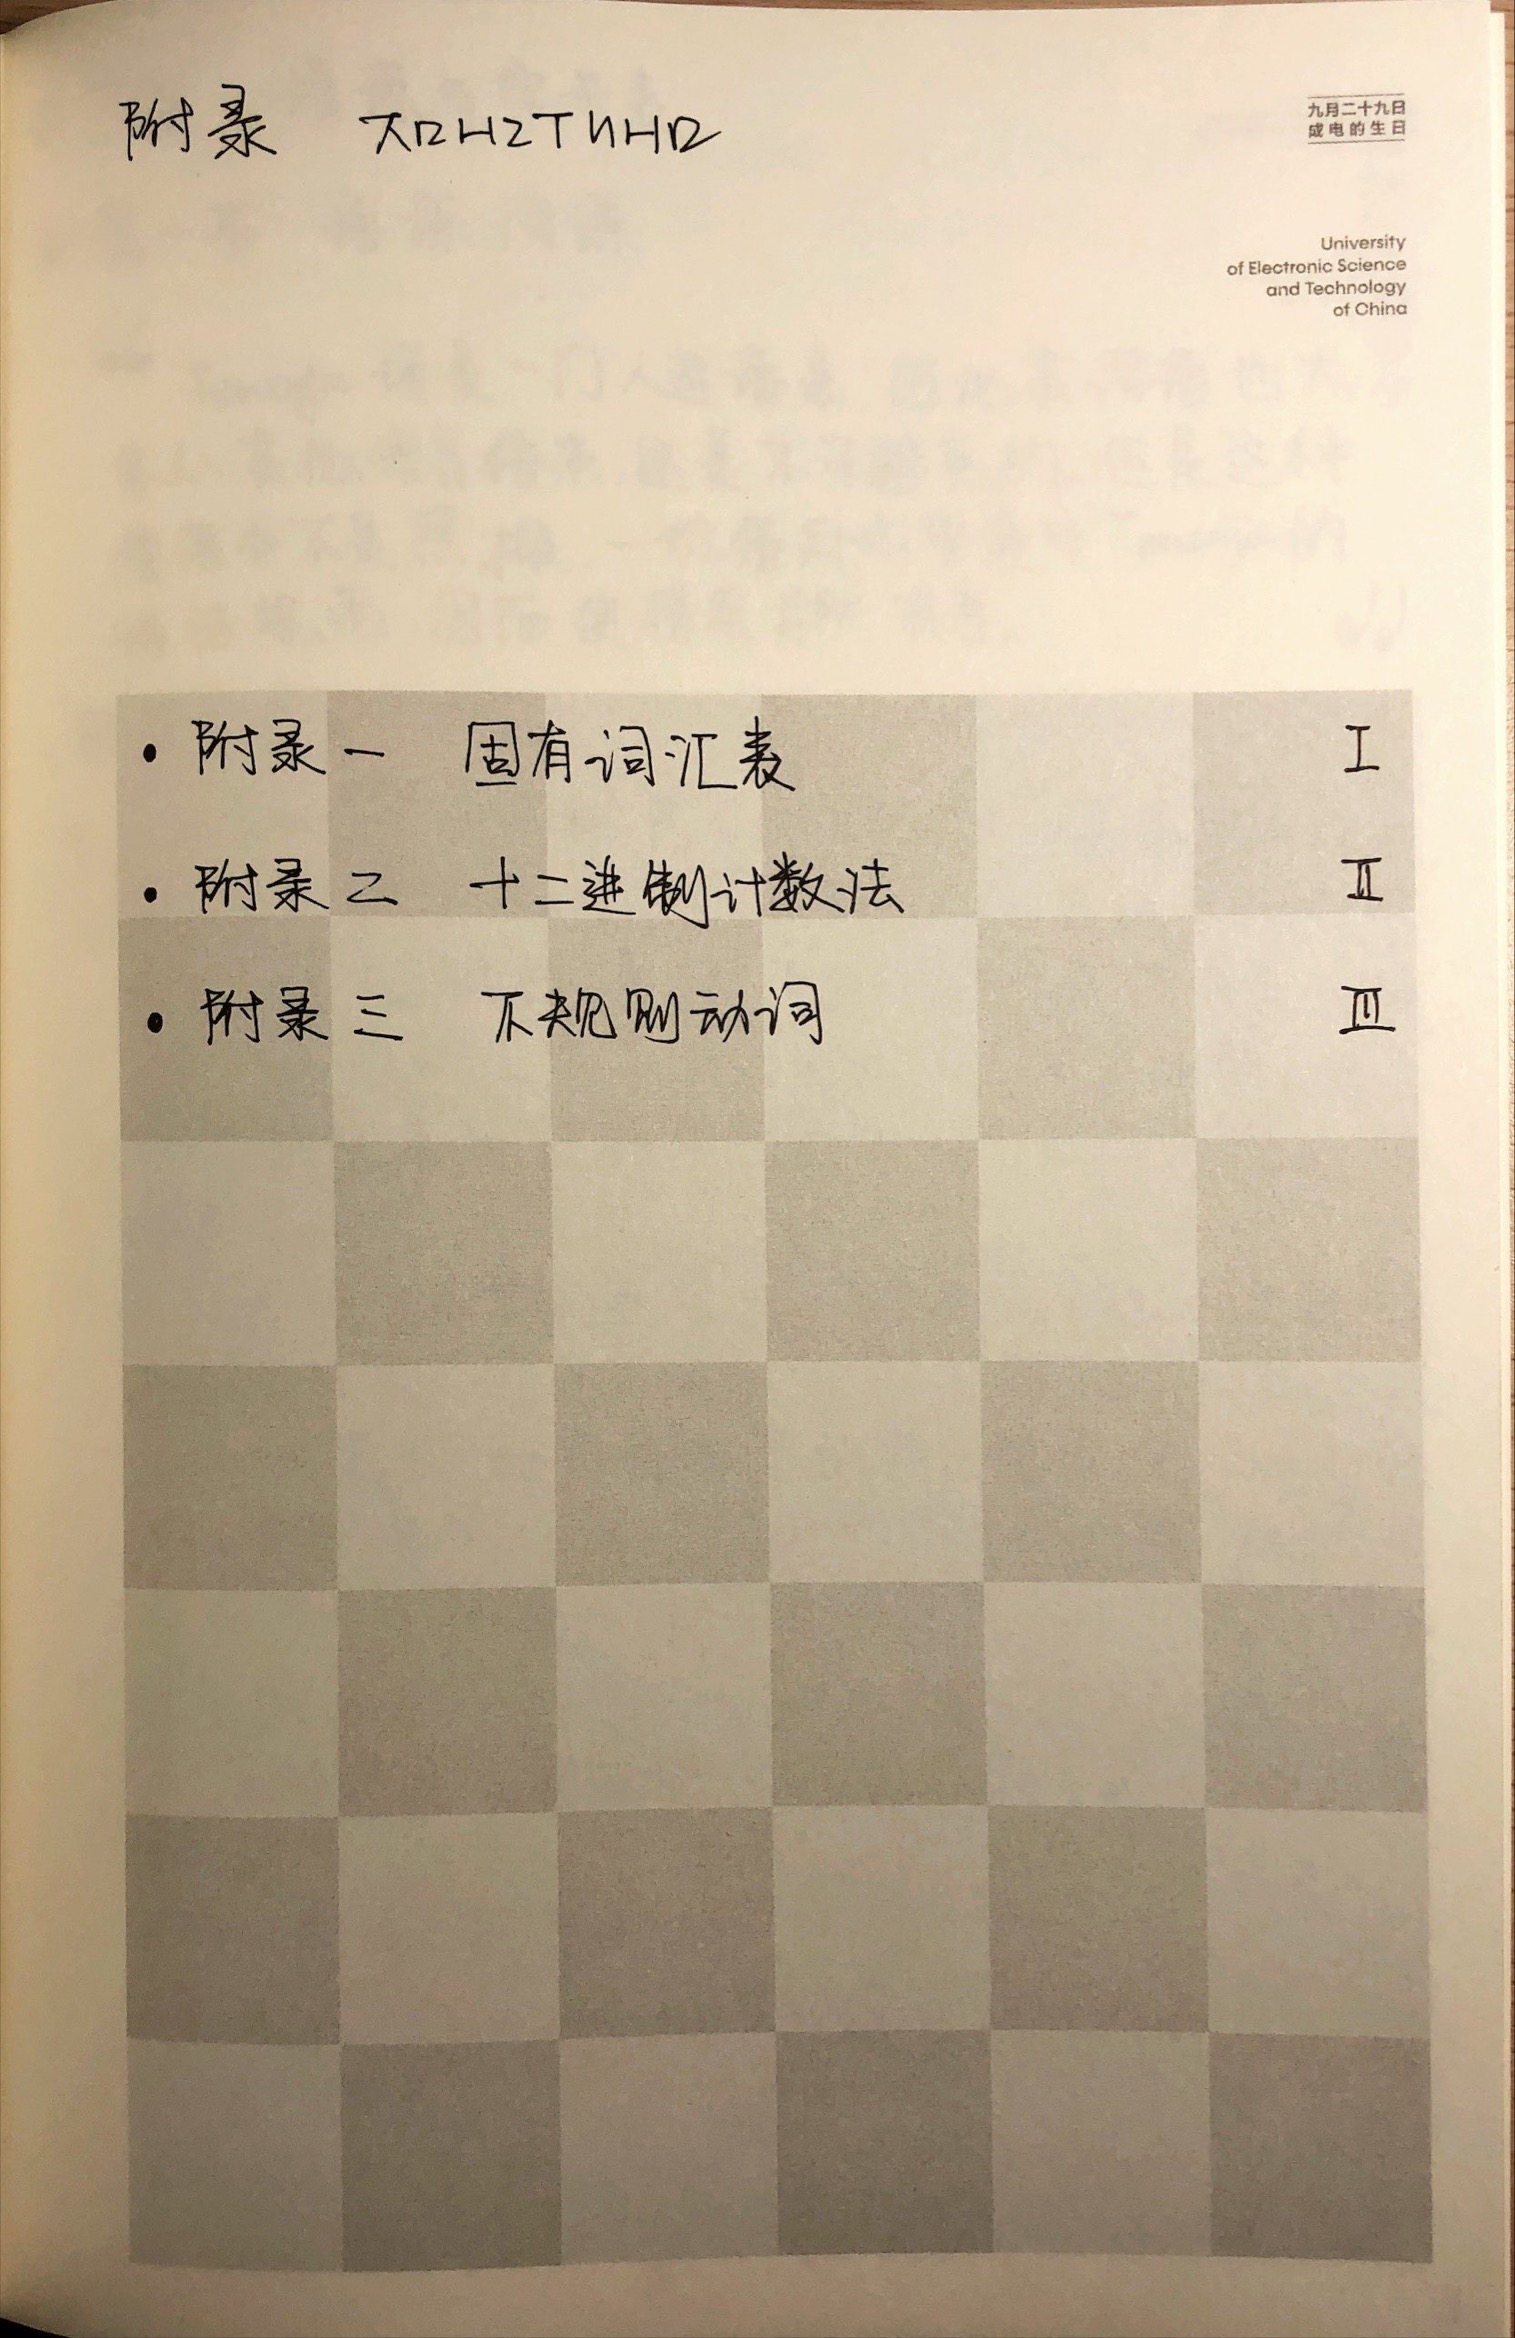 附录
九月二十九日
成电的生日
University
of Electronic Science
and Technology
of China
• 附录一 固有词汇表 I
• 附录二 十二进制计数法 II
• 附录三 不规则动词 III